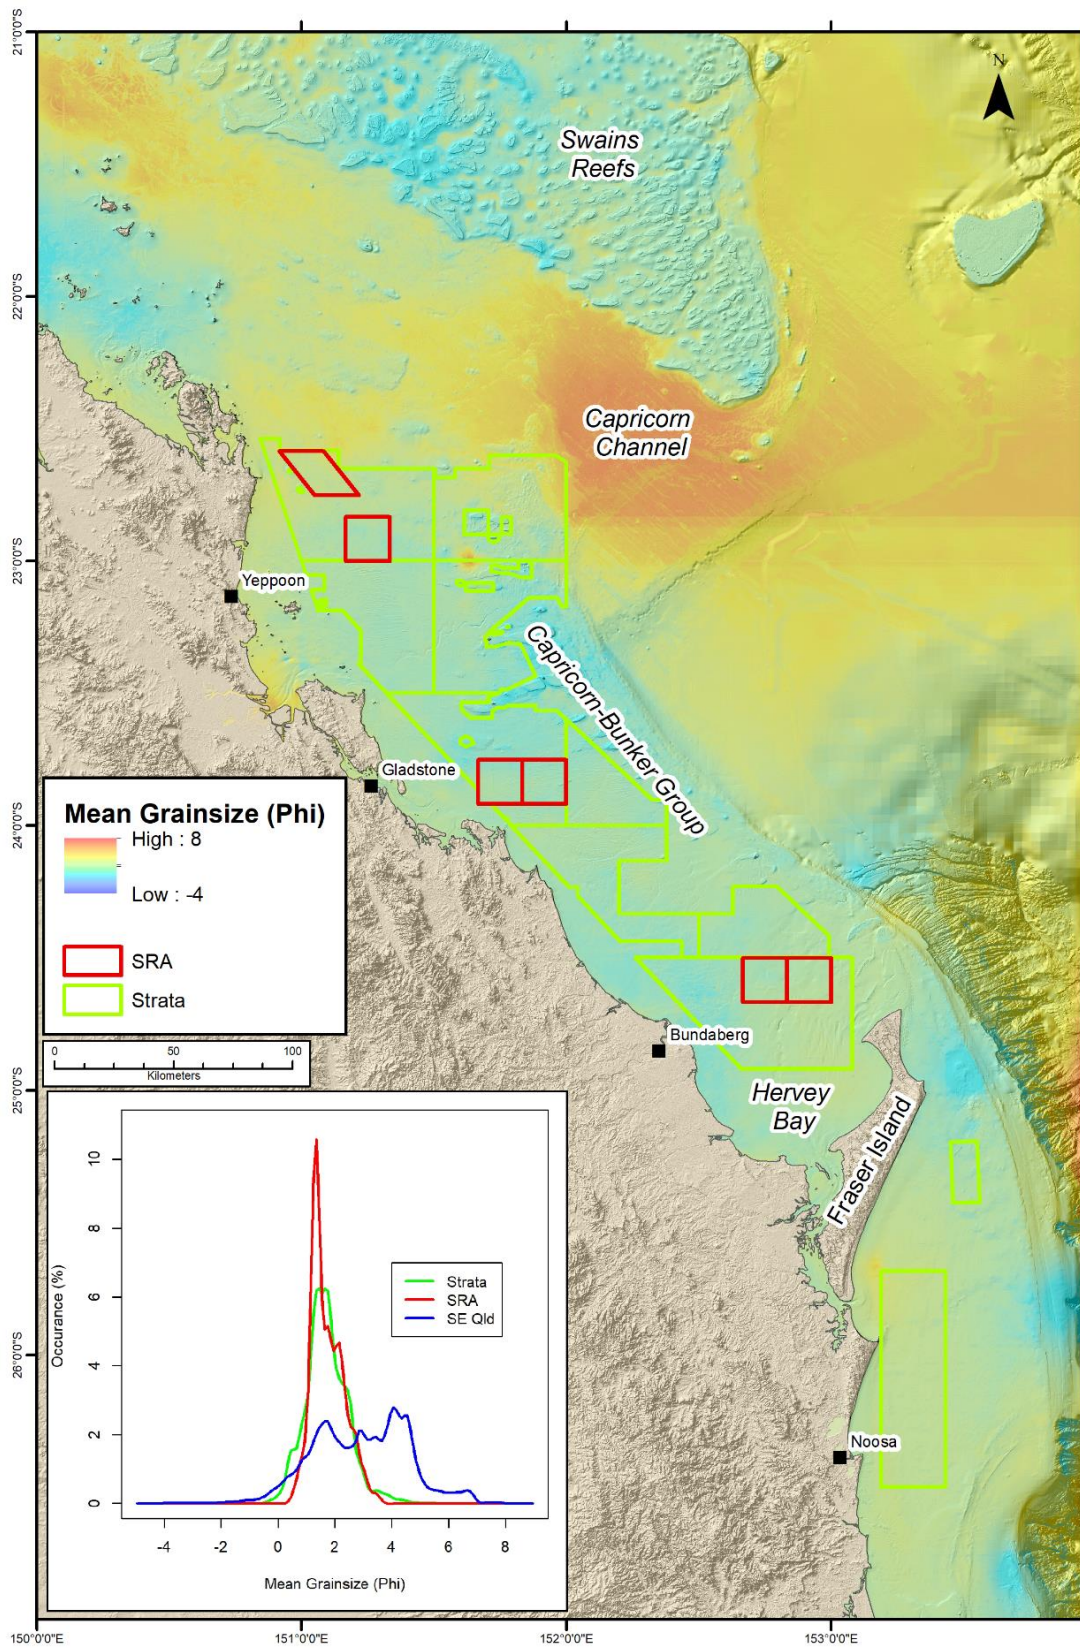 21°0'0"S
22°0'0"S
23°0'0"S
24°0'0"S
25°0'0"S
26°0'0"S
N
Swains
Reefs
Capricorn
Channel
Yeppoon
Capricorn-Bunker Group
Gladstone
Mean Grainsize (Phi)
High : 8
Low : -4
SRA
Strata
0 50 100
Kilometers
Bundaberg
Hervey
Bay
Fraser Island
Noosa
Occurance (%)
10
8
6
4
2
0
Strata
SRA
SE Qld
-4 -2 0 2 4 6 8
Mean Grainsize (Phi)
150°0'0"E 151°0'0"E 152°0'0"E 153°0'0"E